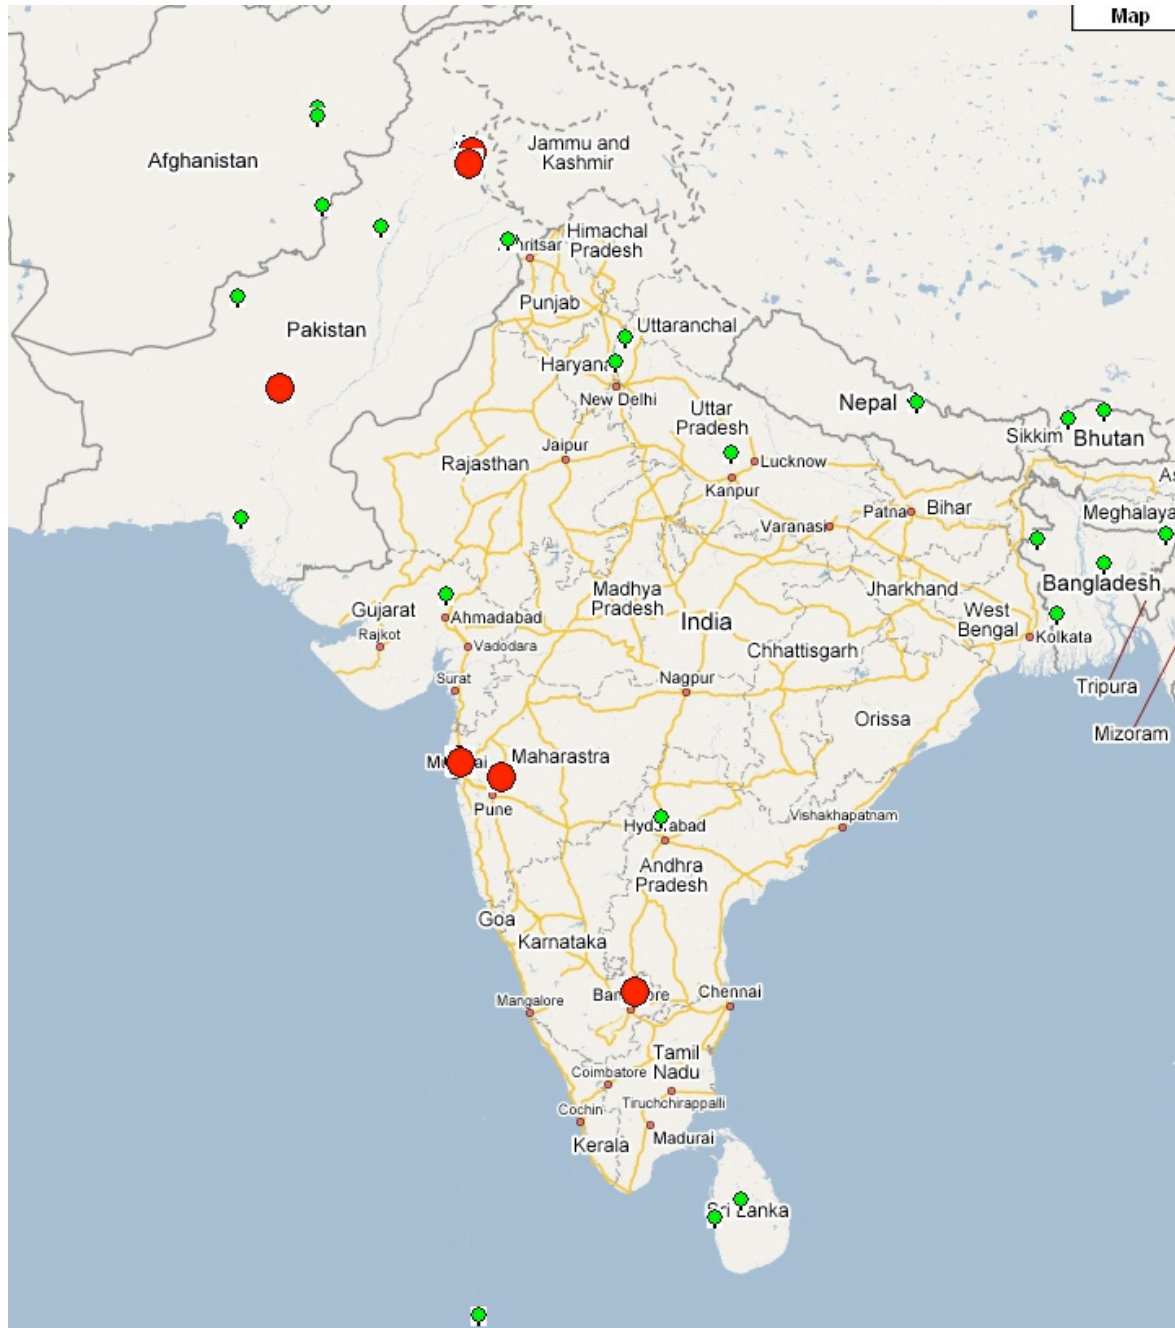 Map
Jammu and
Kashmir
Afghanistan
Himachal
Pradesh
Punjab
Pakistan
Uttaranchal
New Delhi
Nepal
Uttar
Pradesh
Sikkim
Bhutan
Jaipur
Rajasthan
Lucknow
Kanpur
Patna
Bihar
Meghalaya
Varanasi
Madhya
Pradesh
Jharkhand
Bangladesh
Gujarat
Ahmadabad
India
West
Bengal
Rajkot
Vadodara
Chhattisgarh
Kolkata
Surat
Nagpur
Tripura
Orissa
Mizoram
Maharastra
Pune
Vishakhapatnam
Andhra
Pradesh
Goa
Karnataka
Mangalore
Chennai
Tamil
Nadu
Coimbatore
Cochin
Tiruchchirappalli
Kerala
Madurai
Lanka